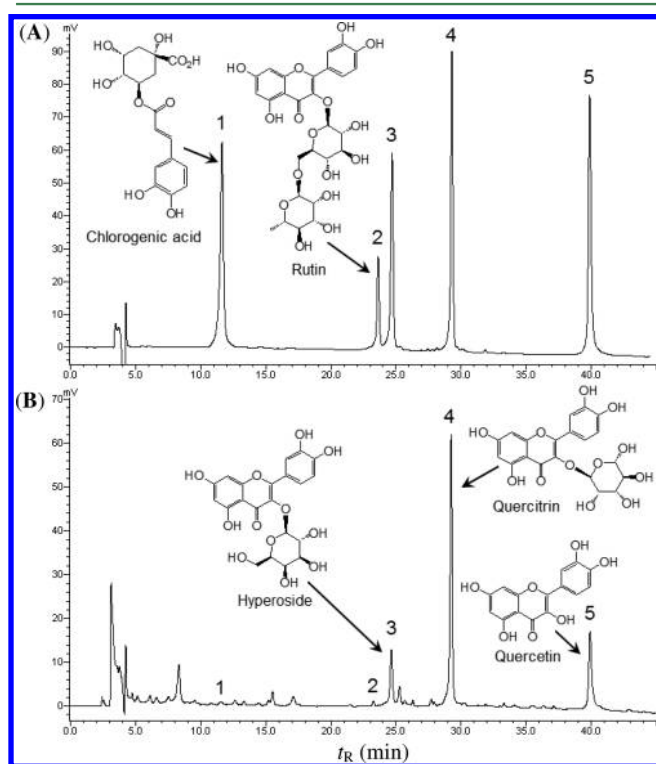 (A)
mV
90
80
70
60
50
40
30
20
10
0
HO
OH
CO₂H
HO
OH
O
O
HO
OH
Chlorogenic acid
1
OH
OH
HO
O
O
OH
O
O
OH
OH
OH
O
O
OH
OH
OH
Rutin
2
3
4
5
0.0 5.0 10.0 15.0 20.0 25.0 30.0 35.0 40.0
(B)
mV
70
60
50
40
30
20
10
0
OH
OH
HO
O
O
OH
O
O
HO
OH
OH
OH
Hyperoside
1
2
3
4
OH
OH
HO
O
O
OH
O
OH
O
OH
HO
OH
Quercitrin
OH
OH
HO
O
OH
OH
O
Quercetin
5
0.0 5.0 10.0 15.0 20.0 25.0 30.0 35.0 40.0
tR (min)